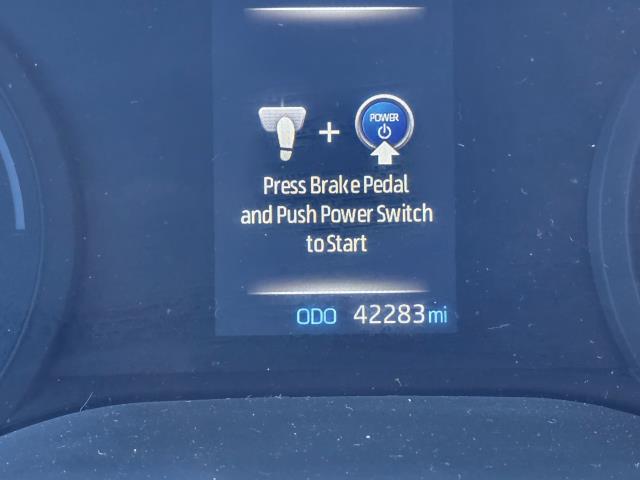 POWER
Press Brake Pedal
and Push Power Switch
to Start
ODO 42283 mi